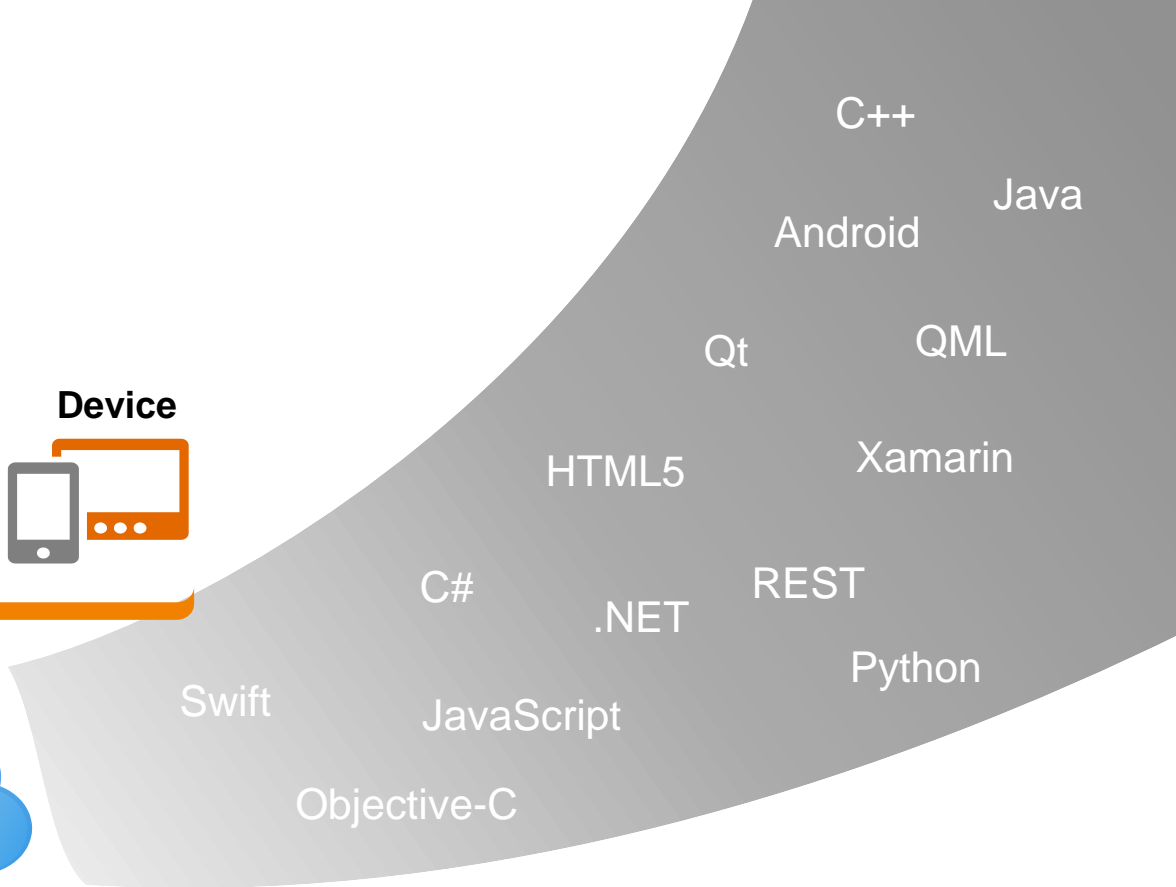 C++
Java
Android
Qt
QML
Device
HTML5
Xamarin
C#
REST
.NET
Python
Swift
JavaScript
Objective-C